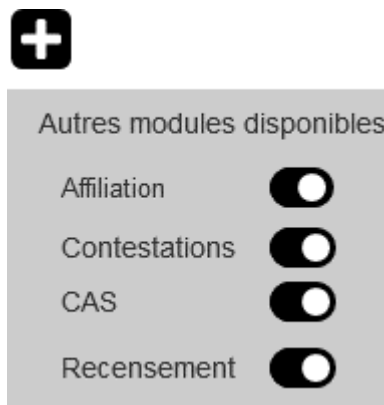 Autres modules disponibles
Affiliation
Contestations
CAS
Recensement